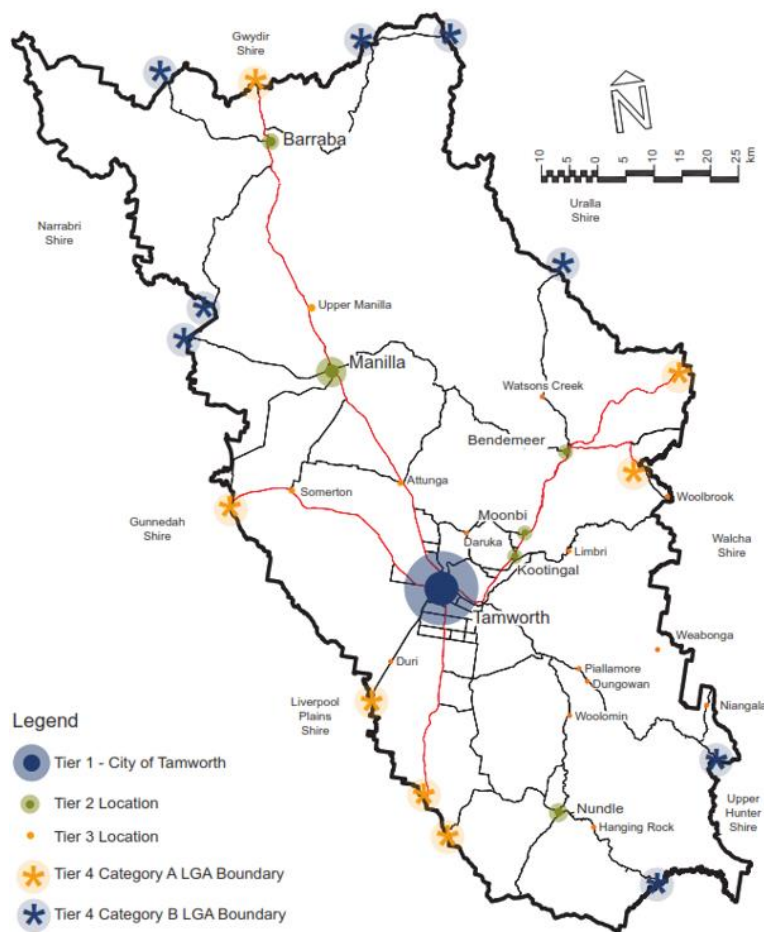 Gwydir
Shire
Barraba
N
10
5
0
5
10
15
20
25
km
Narrabri
Shire
Uralla
Shire
Upper Manilla
Manilla
Watsons Creek
Bendemeer
Attunga
Somerton
Gunnedah
Shire
Moonbi
Daruka
Woolbrook
Limbri
Kootingal
Walcha
Shire
Tamworth
Weabonga
Duri
Piallamore
Dungowan
Liverpool
Plains
Shire
Woolomin
Niangala
Nundle
Hanging Rock
Upper
Hunter
Shire
Legend
Tier 1 - City of Tamworth
Tier 2 Location
Tier 3 Location
Tier 4 Category A LGA Boundary
Tier 4 Category B LGA Boundary